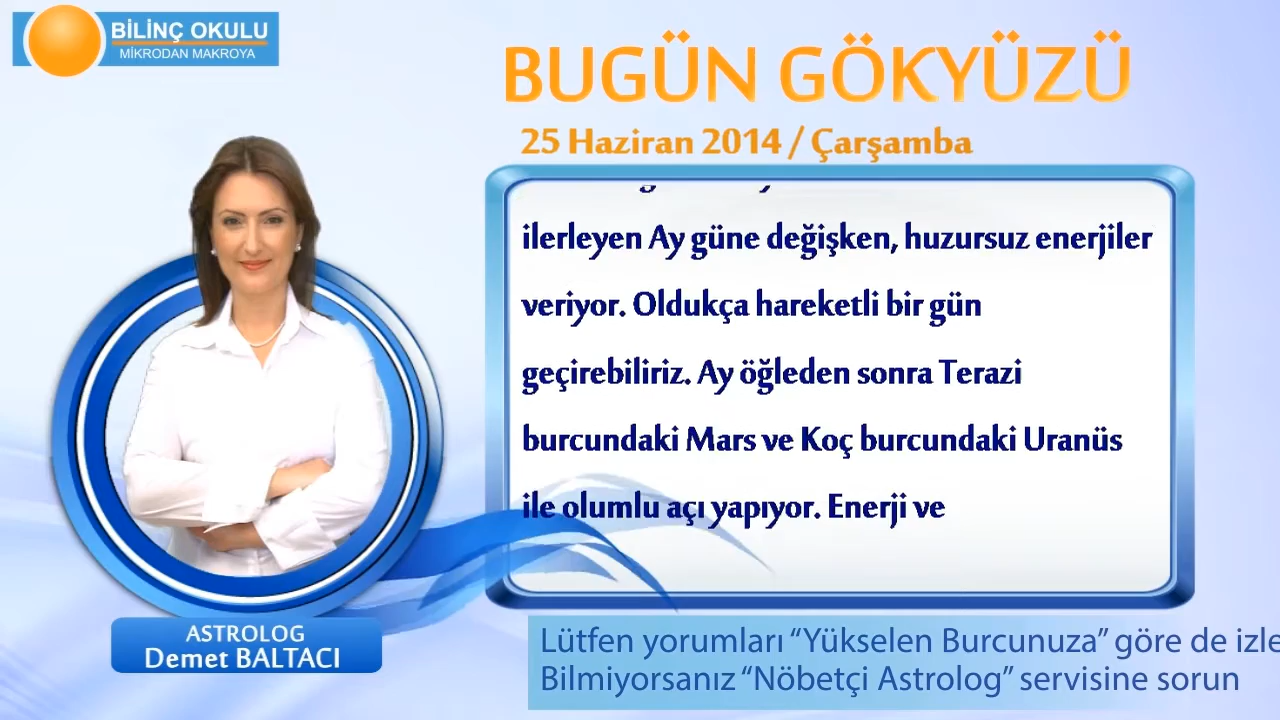 BİLİNÇ OKULU
MİKRODAN MAKROYA
BUGÜN GÖKYÜZÜ
25 Haziran 2014 / Çarşamba
ilerleyen Ay güne değişken, huzursuz enerjiler
veriyor. Oldukça hareketli bir gün
geçirebiliriz. Ay öğleden sonra Terazi
burcundaki Mars ve Koç burcundaki Uranüs
ile olumlu açı yapıyor. Enerji ve
ASTROLOG
Demet BALTACI
Lütfen yorumları “Yükselen Burcunuza” göre de izle
Bilmiyorsanız “Nöbetçi Astrolog” servisine sorun